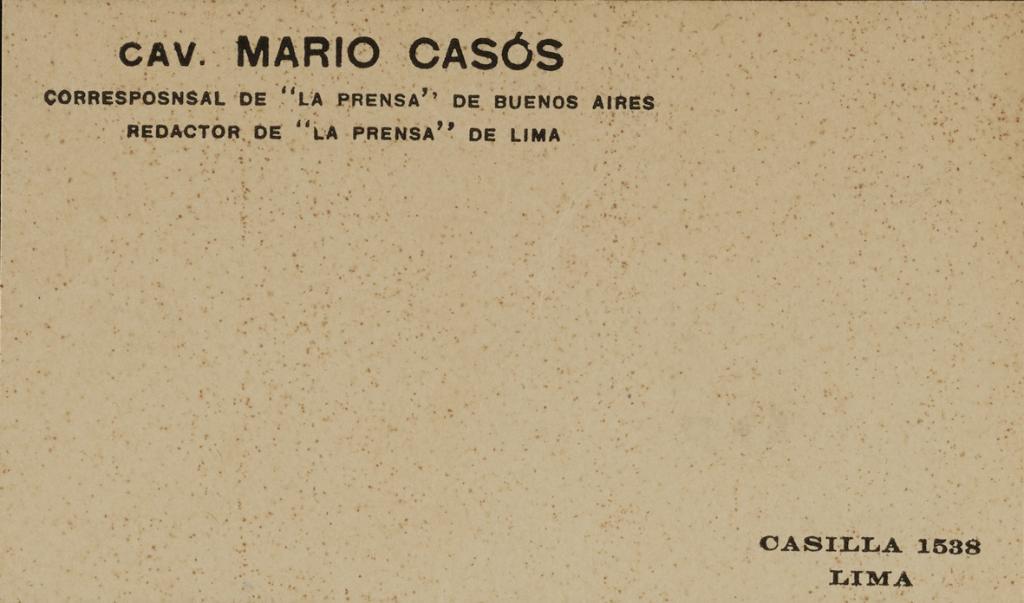 CAV. MARIO CASÓS
CORRESPOSNSAL DE "LA PRENSA" DE BUENOS AIRES
REDACTOR DE "LA PRENSA" DE LIMA
CASILLA 1538
LIMA